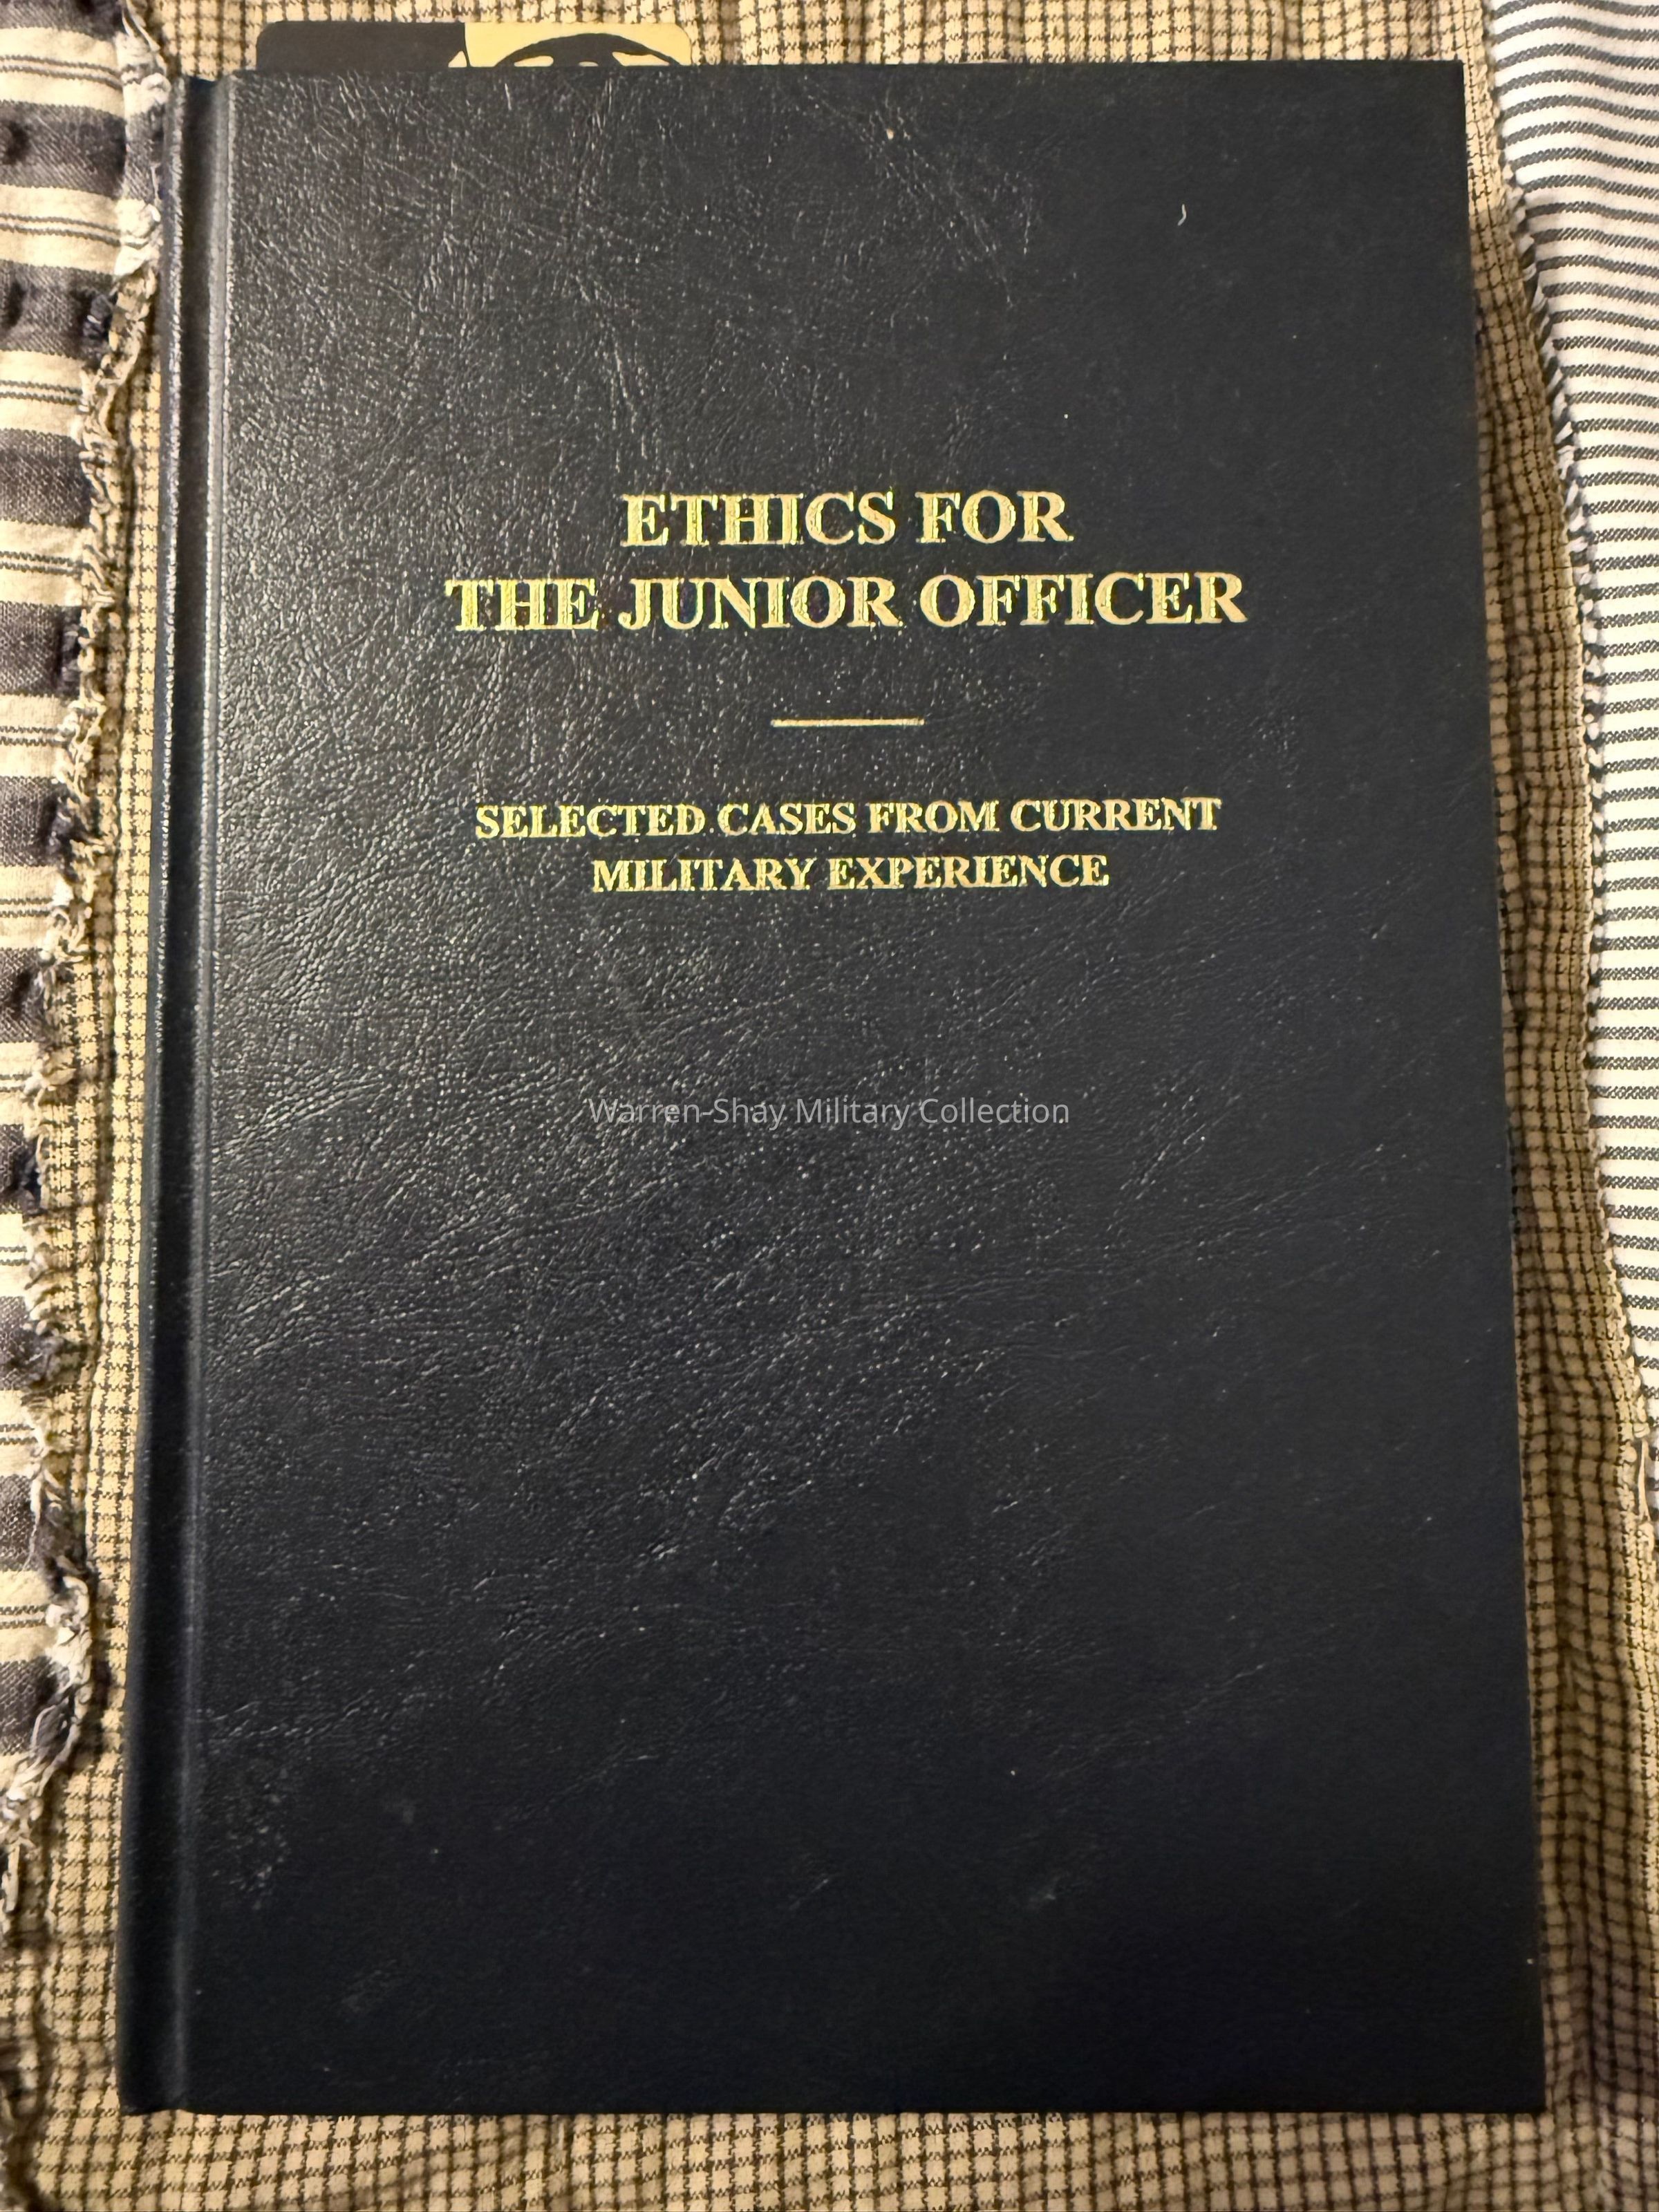 ETHICS FOR
THE JUNIOR OFFICER
SELECTED CASES FROM CURRENT
MILITARY EXPERIENCE
Warren-Shay Military Collection